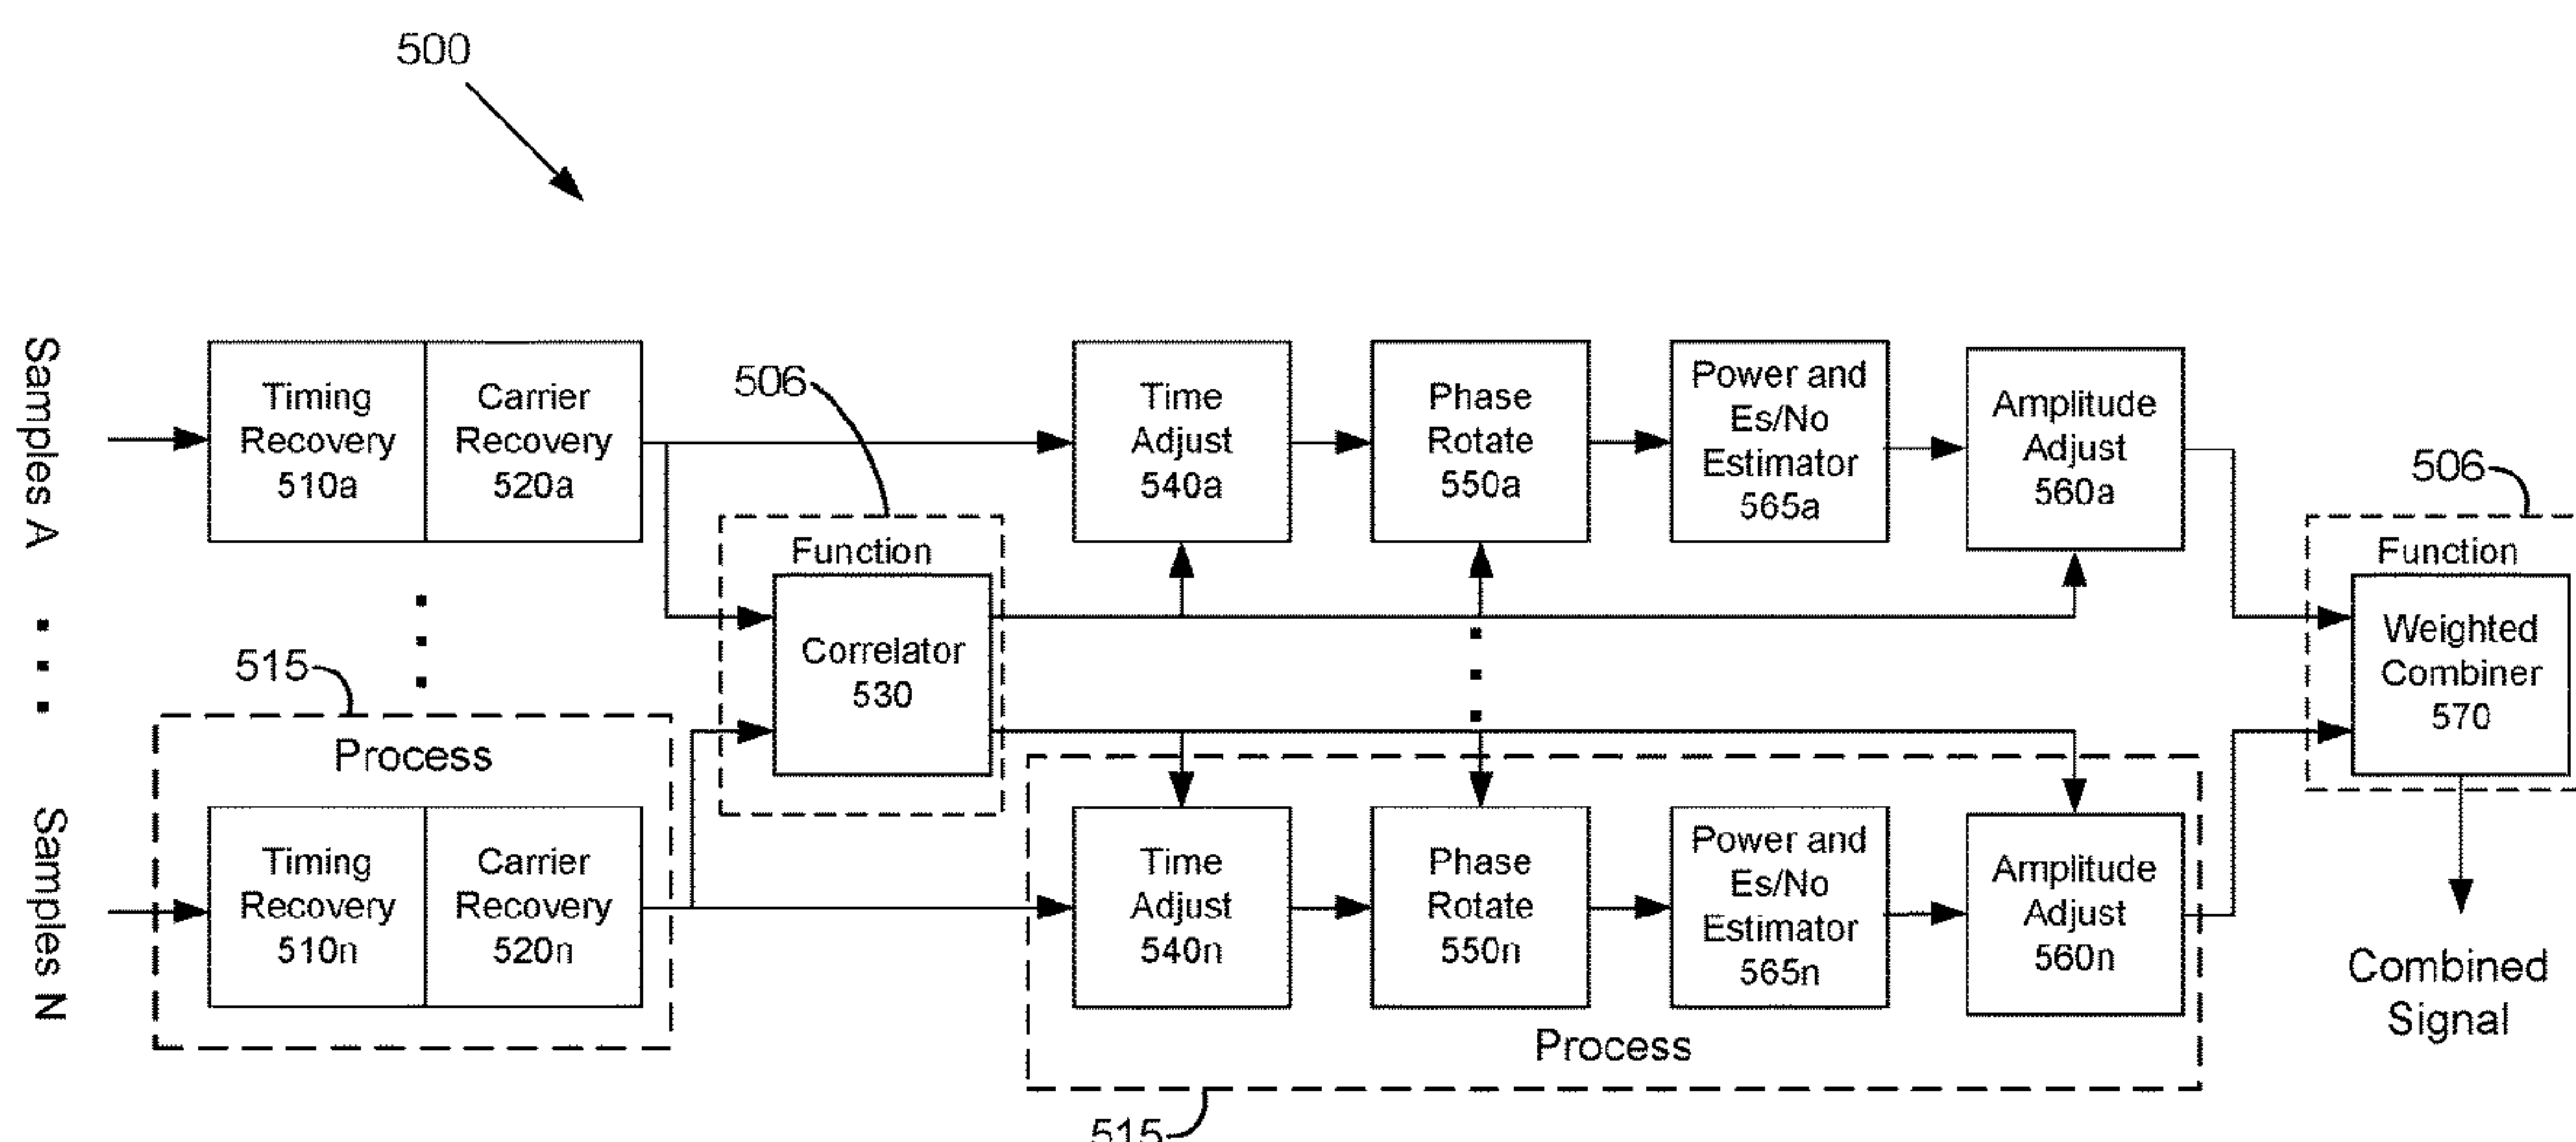 500
Samples A
Timing
Recovery
510a
Carrier
Recovery
520a
506
Function
Correlator
530
Time
Adjust
540a
Phase
Rotate
550a
Power and
Es/No
Estimator
565a
Amplitude
Adjust
560a
506
Function
Weighted
Combiner
570
Combined
Signal
515
Process
Samples N
Timing
Recovery
510n
Carrier
Recovery
520n
Time
Adjust
540n
Phase
Rotate
550n
Power and
Es/No
Estimator
565n
Amplitude
Adjust
560n
Process
515